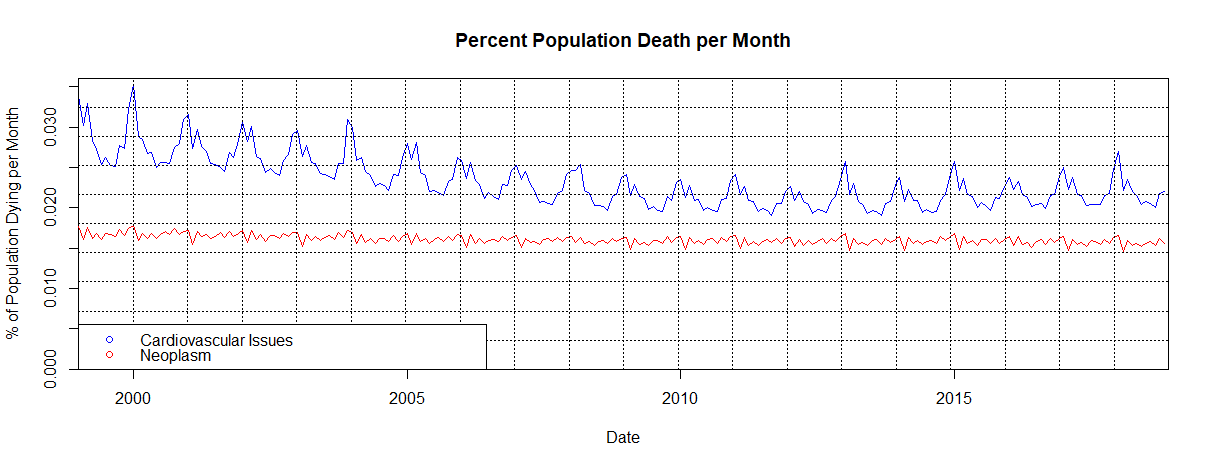 Percent Population Death per Month
% of Population Dying per Month
0.030
0.020
0.010
0.000
Cardiovascular Issues
Neoplasm
2000 2005 2010 2015
Date